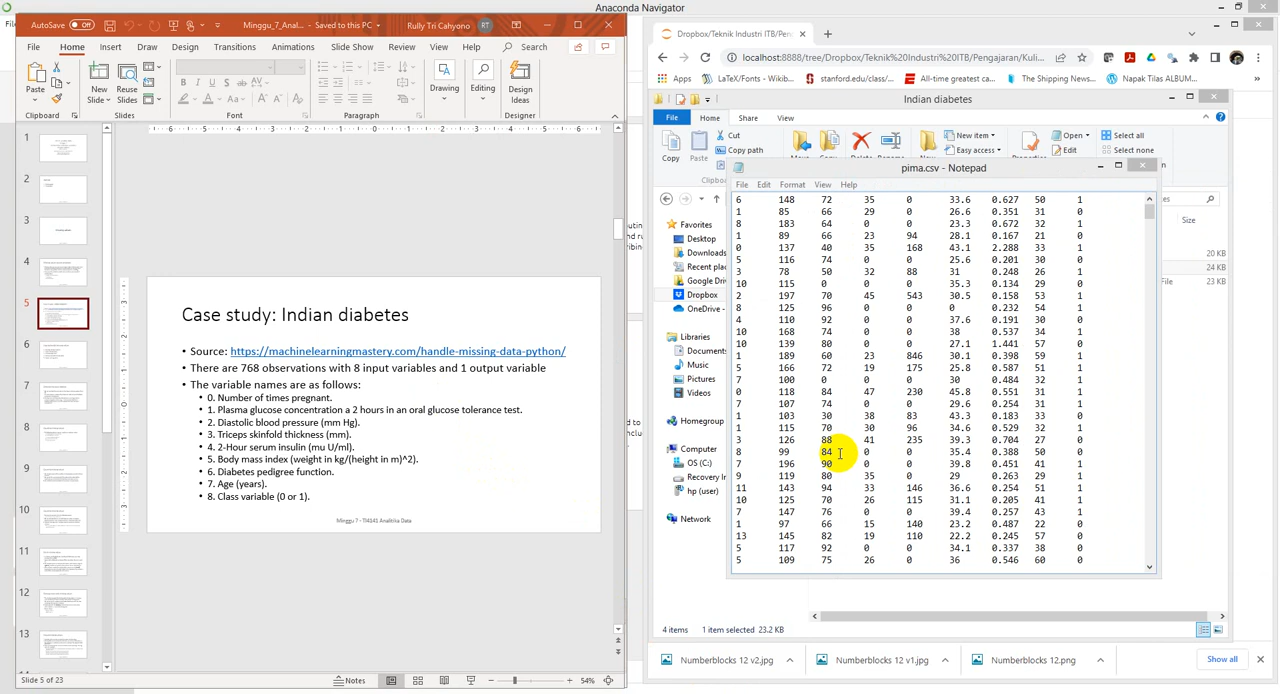 Anaconda Navigator
AutoSave Off
Minggu_7_Anal... - Saved to this PC
Rully Tri Cahyono RT
File Home Insert Draw Design Transitions Animations Slide Show Review View Help Search
Paste New Slide Reuse Slides Drawing Editing Design Ideas
Clipboard Slides Font Paragraph Designer
1
2
3
4
5
6
7
8
9
10
11
12
13
Case study: Indian diabetes
• Source: https://machinelearningmastery.com/handle-missing-data-python/
• There are 768 observations with 8 input variables and 1 output variable
• The variable names are as follows:
• 0. Number of times pregnant.
• 1. Plasma glucose concentration a 2 hours in an oral glucose tolerance test.
• 2. Diastolic blood pressure (mm Hg).
• 3. Triceps skinfold thickness (mm).
• 4. 2-Hour serum insulin (mu U/ml).
• 5. Body mass index (weight in kg/(height in m)^2).
• 6. Diabetes pedigree function.
• 7. Age (years).
• 8. Class variable (0 or 1).
Minggu 7 - TI4141 Analitika Data
Slide 5 of 23
Notes
54%
Dropbox/Teknik Industri ITB/Pen
localhost:8888/tree/Dropbox/Teknik%20Industri%20ITB/Pengajaran/Kuli...
Apps LaTeX/Fonts - Wikib... stanford.edu/class/... All-time greatest ca... The Shipping News... Napak Tilas ALBUM...
Indian diabetes
File Home Share View
Copy Paste Cut Copy path New item Easy access Open Edit Select all Select none
pima.csv - Notepad
File Edit Format View Help
6 148 72 35 0 33.6 0.627 50 1
1 85 66 29 0 26.6 0.351 31 0
8 183 64 0 0 23.3 0.672 32 1
1 89 66 23 94 28.1 0.167 21 0
0 137 40 35 168 43.1 2.288 33 1
5 116 74 0 0 25.6 0.201 30 0
3 78 50 32 88 31 0.248 26 1
10 115 0 0 0 35.3 0.134 29 0
2 197 70 45 543 30.5 0.158 53 1
8 125 96 0 0 0 0.232 54 1
4 110 92 0 0 37.6 0.191 30 0
10 168 74 0 0 38 0.537 34 1
10 139 80 0 0 27.1 1.441 57 0
1 189 60 23 846 30.1 0.398 59 1
5 166 72 19 175 25.8 0.587 51 1
7 100 0 0 0 30 0.484 32 1
0 118 84 47 230 45.8 0.551 31 1
7 107 74 0 0 29.6 0.254 31 1
1 103 30 38 83 43.3 0.183 33 0
1 115 70 30 96 34.6 0.529 32 1
3 126 88 41 235 39.3 0.704 27 0
8 99 84 0 0 35.4 0.388 50 0
7 196 90 0 0 39.8 0.451 41 1
9 119 80 35 0 29 0.263 29 1
11 143 94 33 146 36.6 0.254 51 1
10 125 70 26 115 31.1 0.205 41 1
7 147 76 0 0 39.4 0.257 43 1
1 97 66 15 140 23.2 0.487 22 0
13 145 82 19 110 22.2 0.245 57 0
5 117 92 0 0 34.1 0.337 38 0
5 109 75 26 0 36 0.546 60 0
Favorites
Desktop
Downloads
Recent plac
Google Driv
Dropbox
OneDrive -
Libraries
Documents
Music
Pictures
Videos
Homegroup
Computer
OS (C:)
Recovery Im
hp (user)
Network
Size
20 KB
24 KB
File 23 KB
4 items 1 item selected 23.2 KB
Numberblocks 12 v2.jpg Numberblocks 12 v1.jpg Numberblocks 12.png Show all